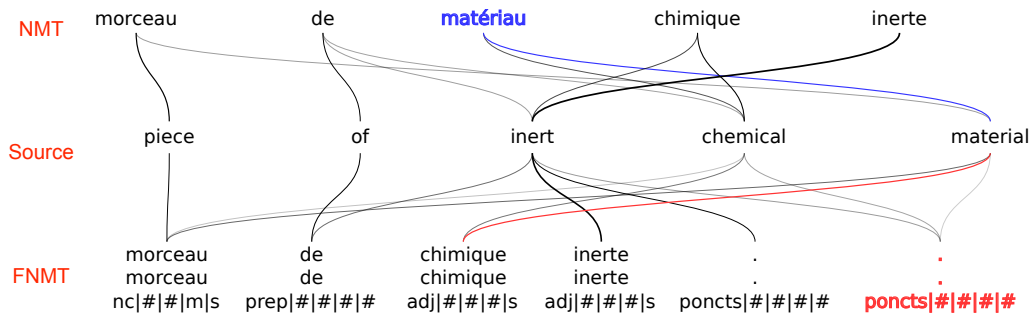 NMT morceau de matériau chimique inerte
Source piece of inert chemical material
morceau de chimique inerte . .
FNMT morceau de chimique inerte . .
nc|#|#|m|s prep|#|#|#|# adj|#|#|#|s adj|#|#|#|s poncts|#|#|#|# poncts|#|#|#|#